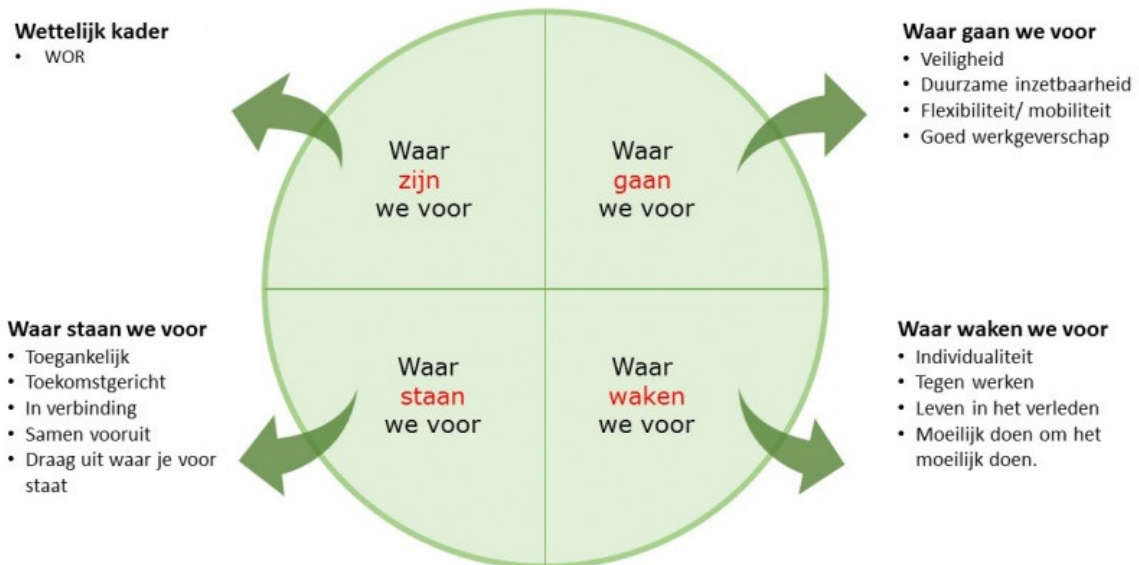 Wettelijk kader
• WOR
Waar gaan we voor
• Veiligheid
• Duurzame inzetbaarheid
• Flexibiliteit/ mobiliteit
• Goed werkgeverschap
Waar
zijn
we voor
Waar
gaan
we voor
Waar staan we voor
• Toegankelijk
• Toekomstgericht
• In verbinding
• Samen vooruit
• Draag uit waar je voor
staat
Waar
staan
we voor
Waar
waken
we voor
Waar waken we voor
• Individualiteit
• Tegen werken
• Leven in het verleden
• Moeilijk doen om het
moeilijk doen.